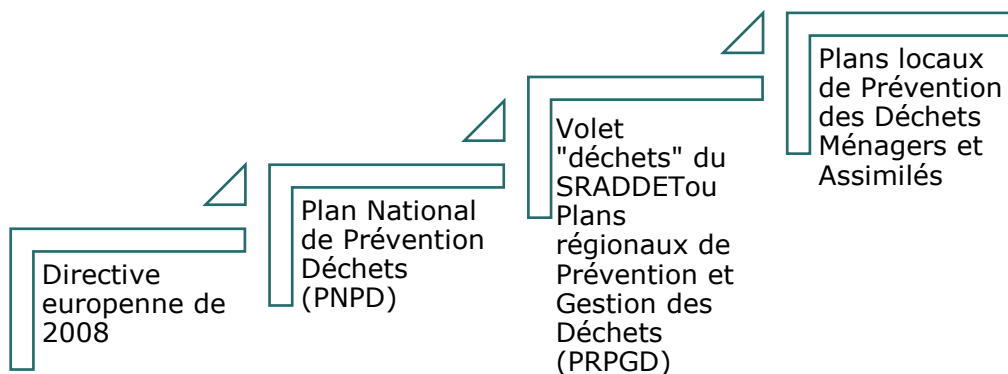 Directive
europenne de
2008
Plan National
de Prévention
Déchets
(PNPD)
Volet
"déchets" du
SRADDETou
Plans
régionaux de
Prévention et
Gestion des
Déchets
(PRPGD)
Plans locaux
de Prévention
des Déchets
Ménagers et
Assimilés